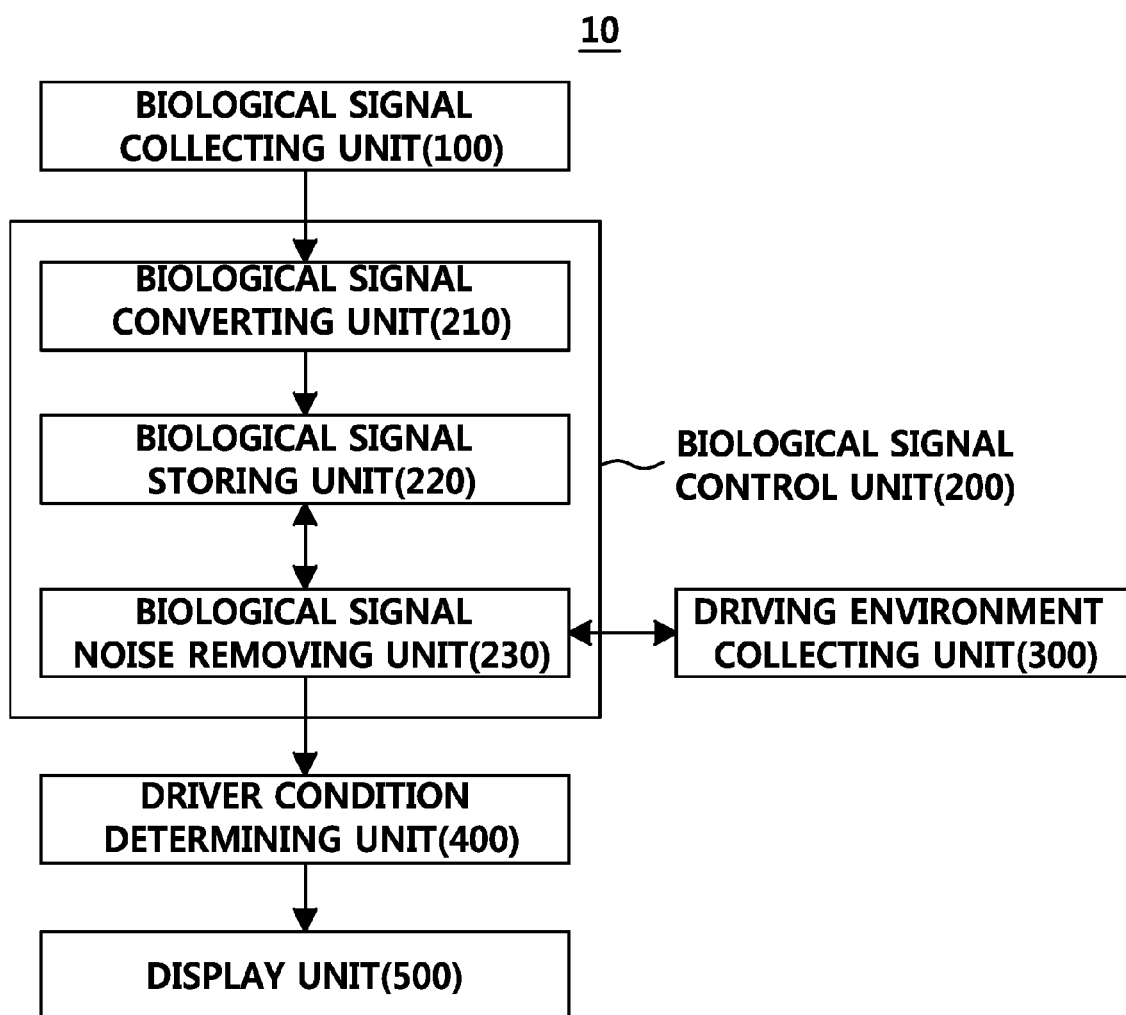 10
BIOLOGICAL SIGNAL
COLLECTING UNIT(100)
BIOLOGICAL SIGNAL
CONVERTING UNIT(210)
BIOLOGICAL SIGNAL
STORING UNIT(220)
BIOLOGICAL SIGNAL
CONTROL UNIT(200)
BIOLOGICAL SIGNAL
NOISE REMOVING UNIT(230)
DRIVING ENVIRONMENT
COLLECTING UNIT(300)
DRIVER CONDITION
DETERMINING UNIT(400)
DISPLAY UNIT(500)